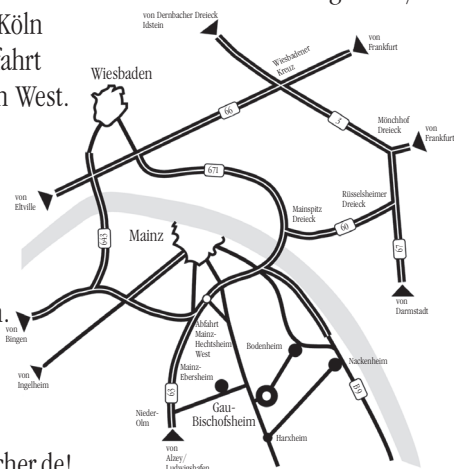 Köln
fahrt
n West.
von Dernbacher Dreieck
Idstein
Wiesbadener
Kreuz
von
Frankfurt
Wiesbaden
66
3
Mönchhof
Dreieck
von
Frankfurt
671
von
Eltville
Mainspitz
Dreieck
Rüsselsheimer
Dreieck
60
643
Mainz
67
von
Darmstadt
n.
von
Bingen
Abfahrt
Mainz-
Hechtsheim
West
Bodenheim
Nackenheim
von
Ingelheim
Mainz-
Ebersheim
63
B9
Nieder-
Olm
Gau-
Bischofsheim
Harxheim
von
Alzey/
Ludwigshafen
cher.de!